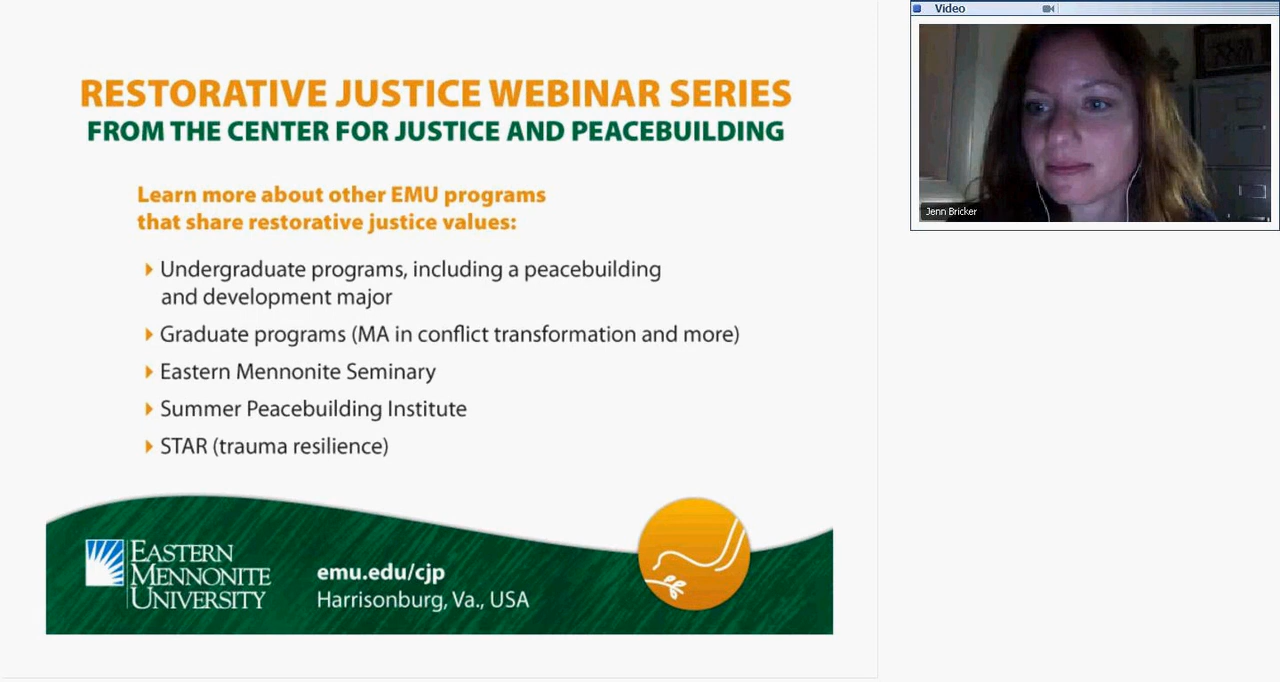 RESTORATIVE JUSTICE WEBINAR SERIES
FROM THE CENTER FOR JUSTICE AND PEACEBUILDING
Learn more about other EMU programs
that share restorative justice values:
Undergraduate programs, including a peacebuilding
and development major
Graduate programs (MA in conflict transformation and more)
Eastern Mennonite Seminary
Summer Peacebuilding Institute
STAR (trauma resilience)
EASTERN
MENNONITE
UNIVERSITY
emu.edu/cjp
Harrisonburg, Va., USA
Video
Jenn Bricker